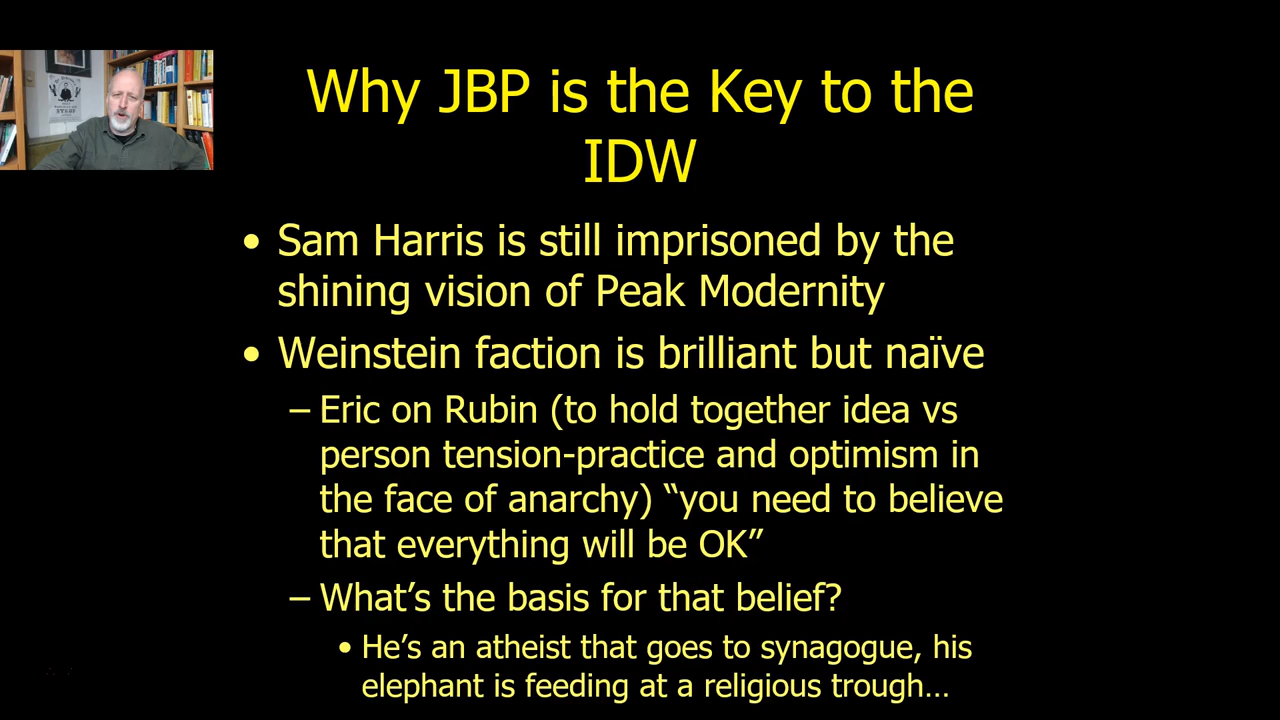 Why JBP is the Key to the
IDW
• Sam Harris is still imprisoned by the
shining vision of Peak Modernity
• Weinstein faction is brilliant but naïve
– Eric on Rubin (to hold together idea vs
person tension-practice and optimism in
the face of anarchy) “you need to believe
that everything will be OK”
– What’s the basis for that belief?
• He’s an atheist that goes to synagogue, his
elephant is feeding at a religious trough…